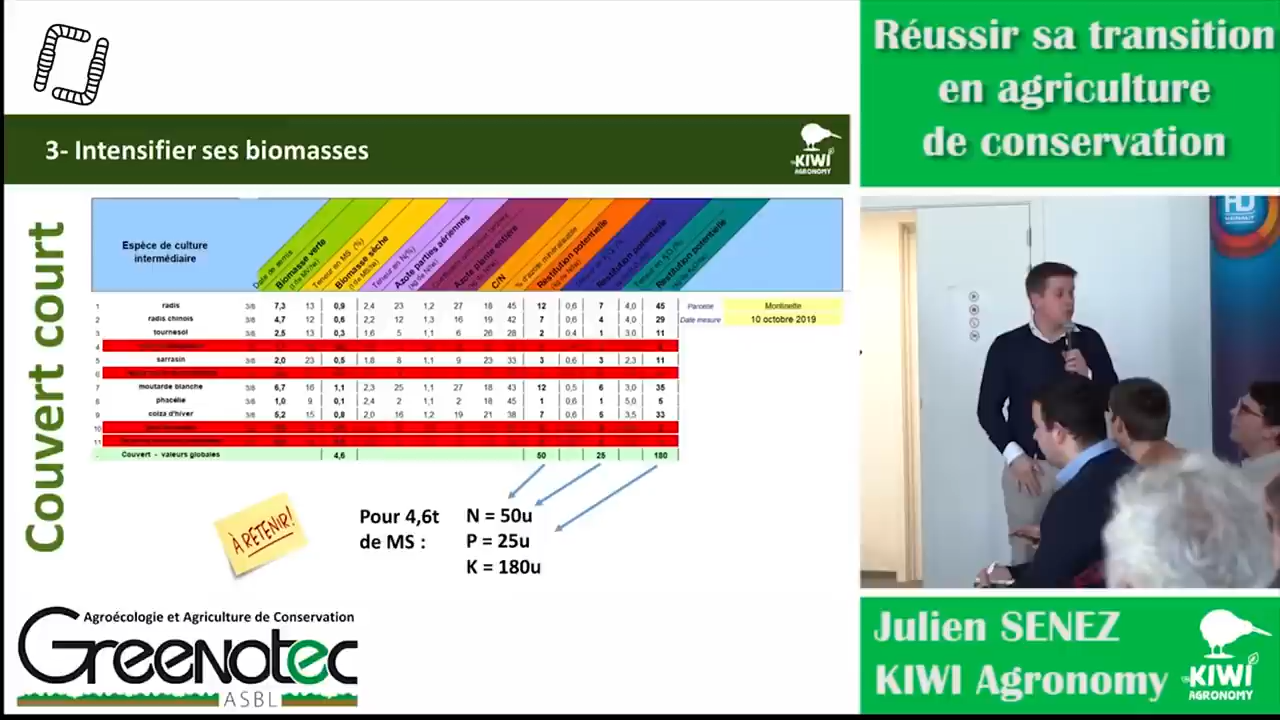 3- Intensifier ses biomasses
KIWI
AGRONOMY
Couvert court
Espèce de culture
intermédiaire
Date de semis
Biomasse verte
Teneur en MS (%)
Biomasse sèche
Teneur en N(%)
Azote parties aériennes
Azote plante entière
C/N
Restitution potentielle
Restitution potentielle
Restitution potentielle
1 radis 3/8 7,3 13 0,9 2,4 23 1,2 27 18 45 12 0,6 7 4,0 45
Parcelle Montinette
2 radis chinois 3/8 4,7 12 0,6 2,2 12 1,3 16 19 42 7 0,6 4 4,0 29
Date mesure 10 octobre 2019
3 tournesol 3/8 2,5 13 0,3 1,6 5 1,1 6 26 28 2 0,4 1 3,0 11
4
5 sarrasin 3/8 2,0 23 0,5 1,8 8 1,1 9 23 33 3 0,6 3 2,3 11
6
7 moutarde blanche 3/8 6,7 16 1,1 2,3 25 1,1 27 18 43 12 0,5 6 3,0 35
8 phacélie 3/8 1,0 9 0,1 2,4 2 1,1 2 18 45 1 0,6 1 5,0 5
9 colza d'hiver 3/8 5,2 15 0,8 2,0 16 1,2 19 21 38 7 0,6 5 3,5 33
10
11
Couvert - valeurs globales 4,6 50 25 180
À RETENIR!
Pour 4,6t
de MS :
N = 50u
P = 25u
K = 180u
Agroécologie et Agriculture de Conservation
Greenotec
ASBL
Réussir sa transition
en agriculture
de conservation
HAINAUT
Julien SENEZ
KIWI Agronomy
KIWI
AGRONOMY